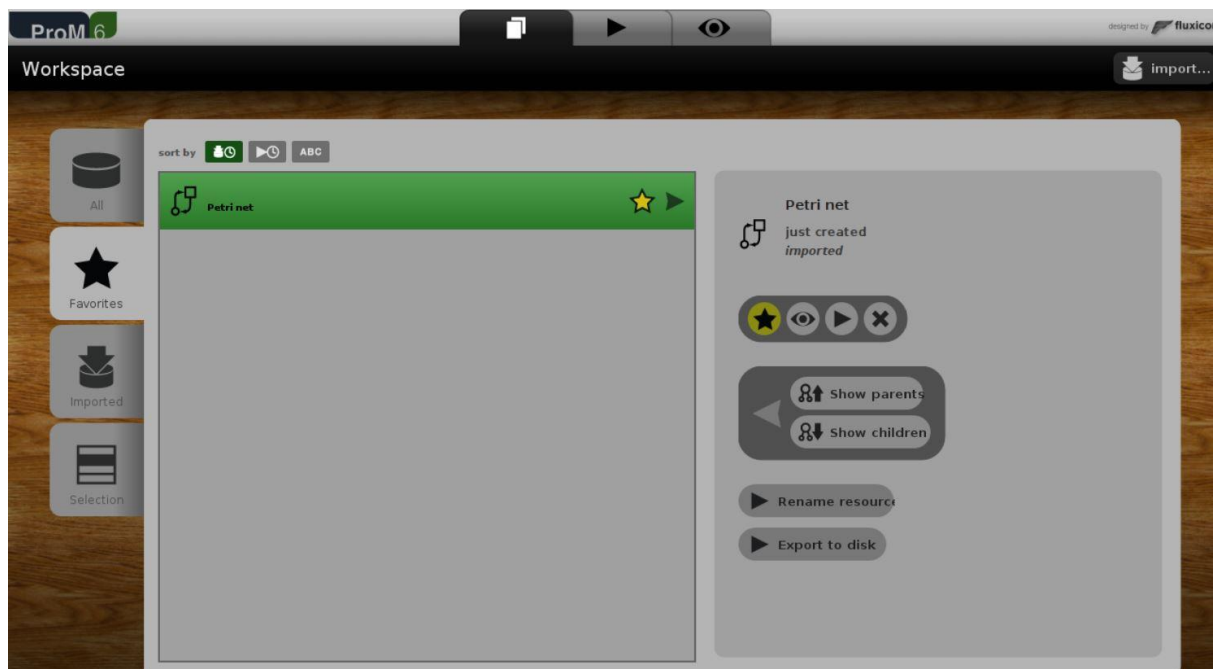 ProM 6
designed by fluxicon
Workspace
import...
sort by ABC
All
Favorites
Imported
Selection
Petri net
Petri net
just created
imported
Show parents
Show children
Rename resource
Export to disk